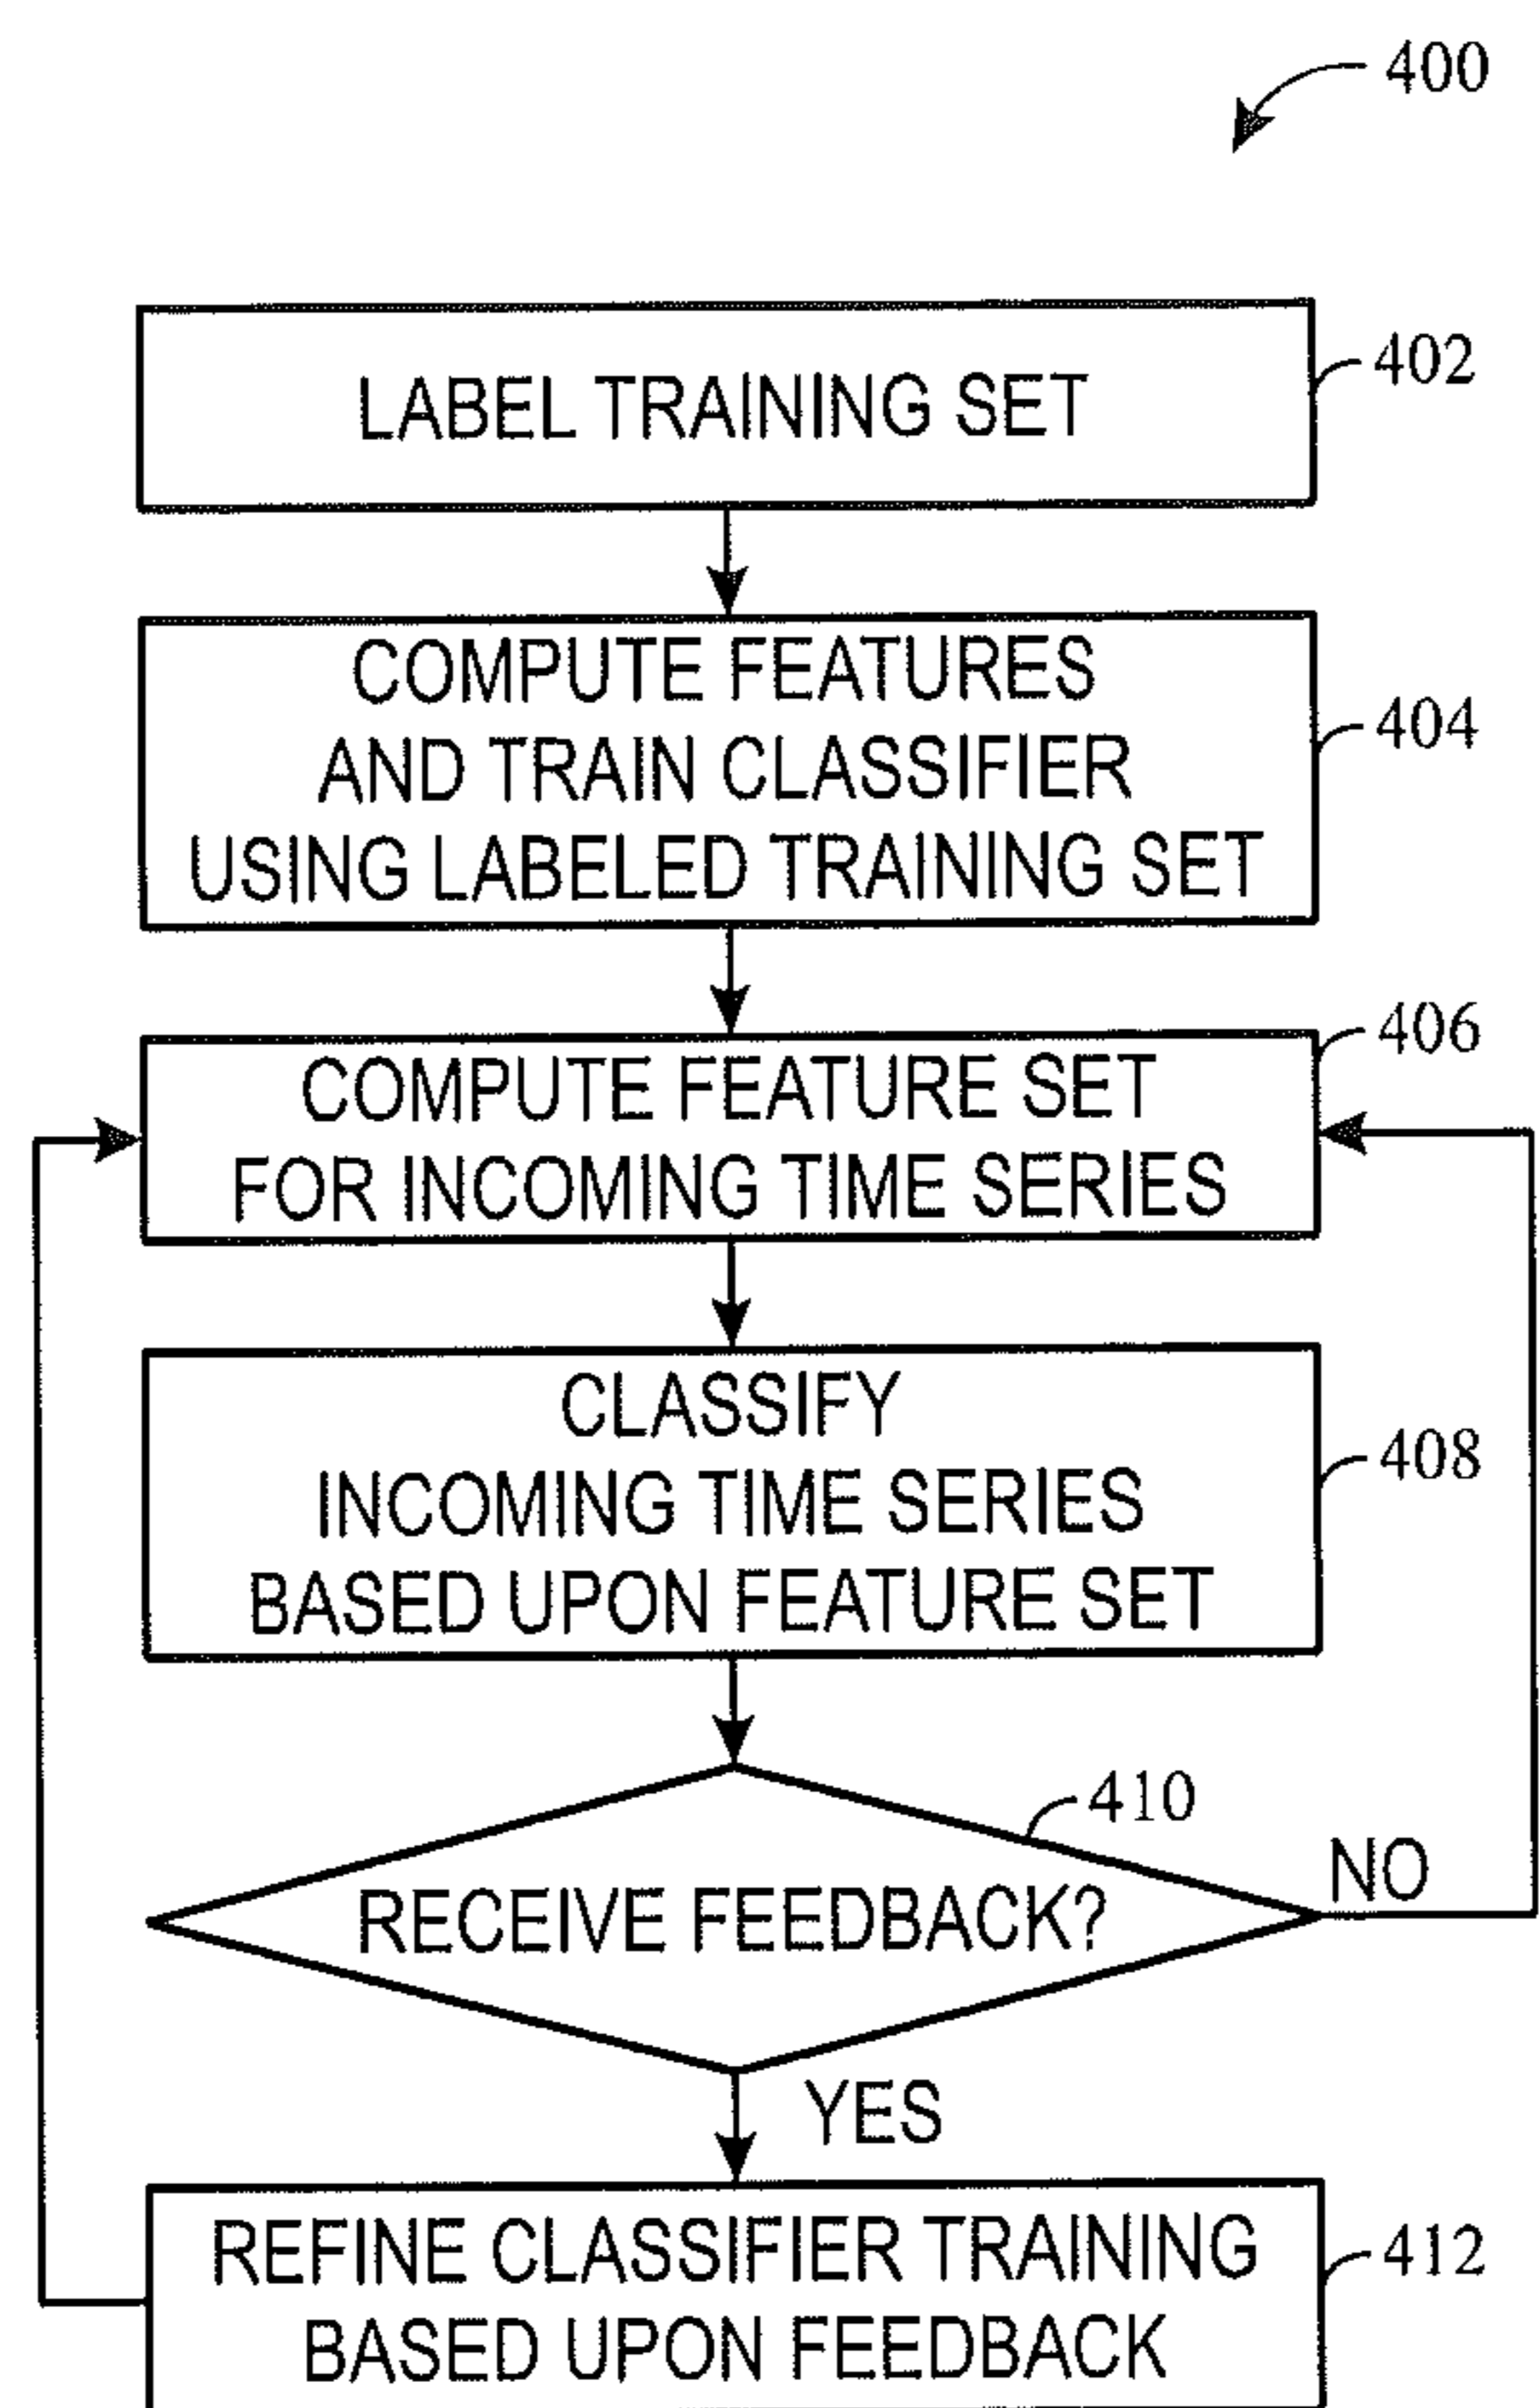 400
LABEL TRAINING SET
402
COMPUTE FEATURES
AND TRAIN CLASSIFIER
USING LABELED TRAINING SET
404
COMPUTE FEATURE SET
FOR INCOMING TIME SERIES
406
CLASSIFY
INCOMING TIME SERIES
BASED UPON FEATURE SET
408
410
RECEIVE FEEDBACK?
NO
YES
REFINE CLASSIFIER TRAINING
BASED UPON FEEDBACK
412